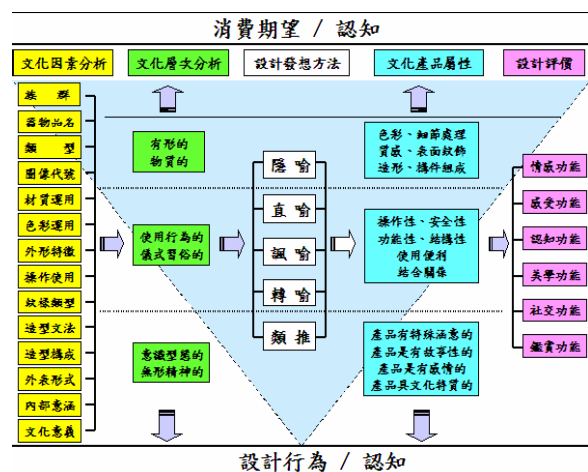 消費期望 / 認知
文化因素分析
文化層次分析
設計發想方法
文化產品屬性
設計評價
族 群
器物品名
類 型
圖像代號
材質運用
色彩運用
外形特徵
操作使用
紋樣類型
造型文法
造型構成
外表形式
內部意涵
文化意義
有形的
物質的
使用行為的
儀式習俗的
意識型態的
無形精神的
隱喻
直喻
諷喻
轉喻
類推
色彩、細節處理
質感、表面紋飾
造形、構件組成
操作性、安全性
功能性、結構性
使用便利
結合關係
產品有特殊涵意的
產品是有故事性的
產品是有感情的
產品具文化特質的
情感功能
感受功能
認知功能
美學功能
社交功能
鑑賞功能
設計行為 / 認知